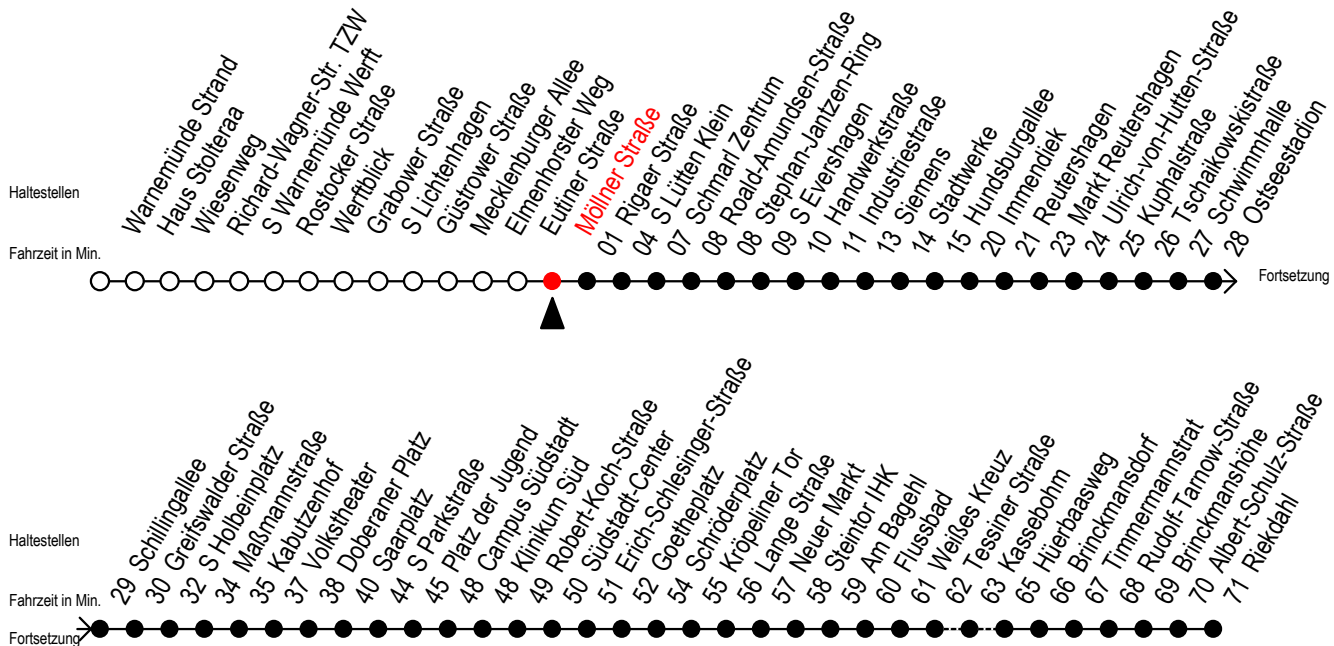 Haltestellen
Warnemünde Strand
Haus Stolteraa
Wiesenweg
Richard-Wagner-Str. TZW
S Warnemünde Werft
Rostocker Straße
Werftblick
Grabower Straße
S Lichtenhagen
Güstrower Straße
Mecklenburger Allee
Elmenhorster Weg
Eutiner Straße
Möllner Straße
01 Rigaer Straße
04 S Lütten Klein
07 Schmarl Zentrum
08 Roald-Amundsen-Straße
08 Stephan-Jantzen-Ring
09 S Evershagen
10 Handwerkstraße
11 Industriestraße
13 Siemens
14 Stadtwerke
15 Hundsburgallee
20 Immendiek
21 Reutershagen
23 Markt Reutershagen
24 Ulrich-von-Hutten-Straße
25 Kuphalstraße
26 Tschaikowskistraße
27 Schwimmhalle
28 Ostseestadion
Fahrzeit in Min.
Fortsetzung
Haltestellen
29 Schillingallee
30 Greifswalder Straße
32 S Holbeinplatz
34 Maßmannstraße
35 Kabutzenhof
37 Volkstheater
38 Doberaner Platz
40 Saarplatz
44 S Parkstraße
45 Platz der Jugend
48 Campus Südstadt
48 Klinikum Süd
49 Robert-Koch-Straße
50 Südstadt-Center
51 Erich-Schlesinger-Straße
52 Goetheplatz
54 Schröderplatz
55 Kröpeliner Tor
56 Lange Straße
57 Neuer Markt
58 Steintor IHK
59 Am Bagehl
60 Flussbad
61 Weißes Kreuz
62 Tessiner Straße
63 Kassebohm
65 Hüerbaasweg
66 Brinckmansdorf
67 Timmermannstrat
68 Rudolf-Tarnow-Straße
69 Brinckmanshöhe
70 Albert-Schulz-Straße
71 Riekdahl
Fahrzeit in Min.
Fortsetzung